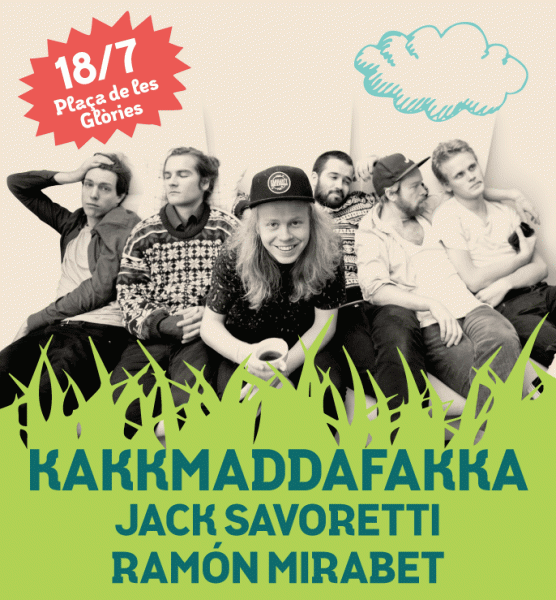 18/7
Plaça de les
Glòries
KAKKMADDAFAKKA
JACK SAVORETTI
RAMÓN MIRABET